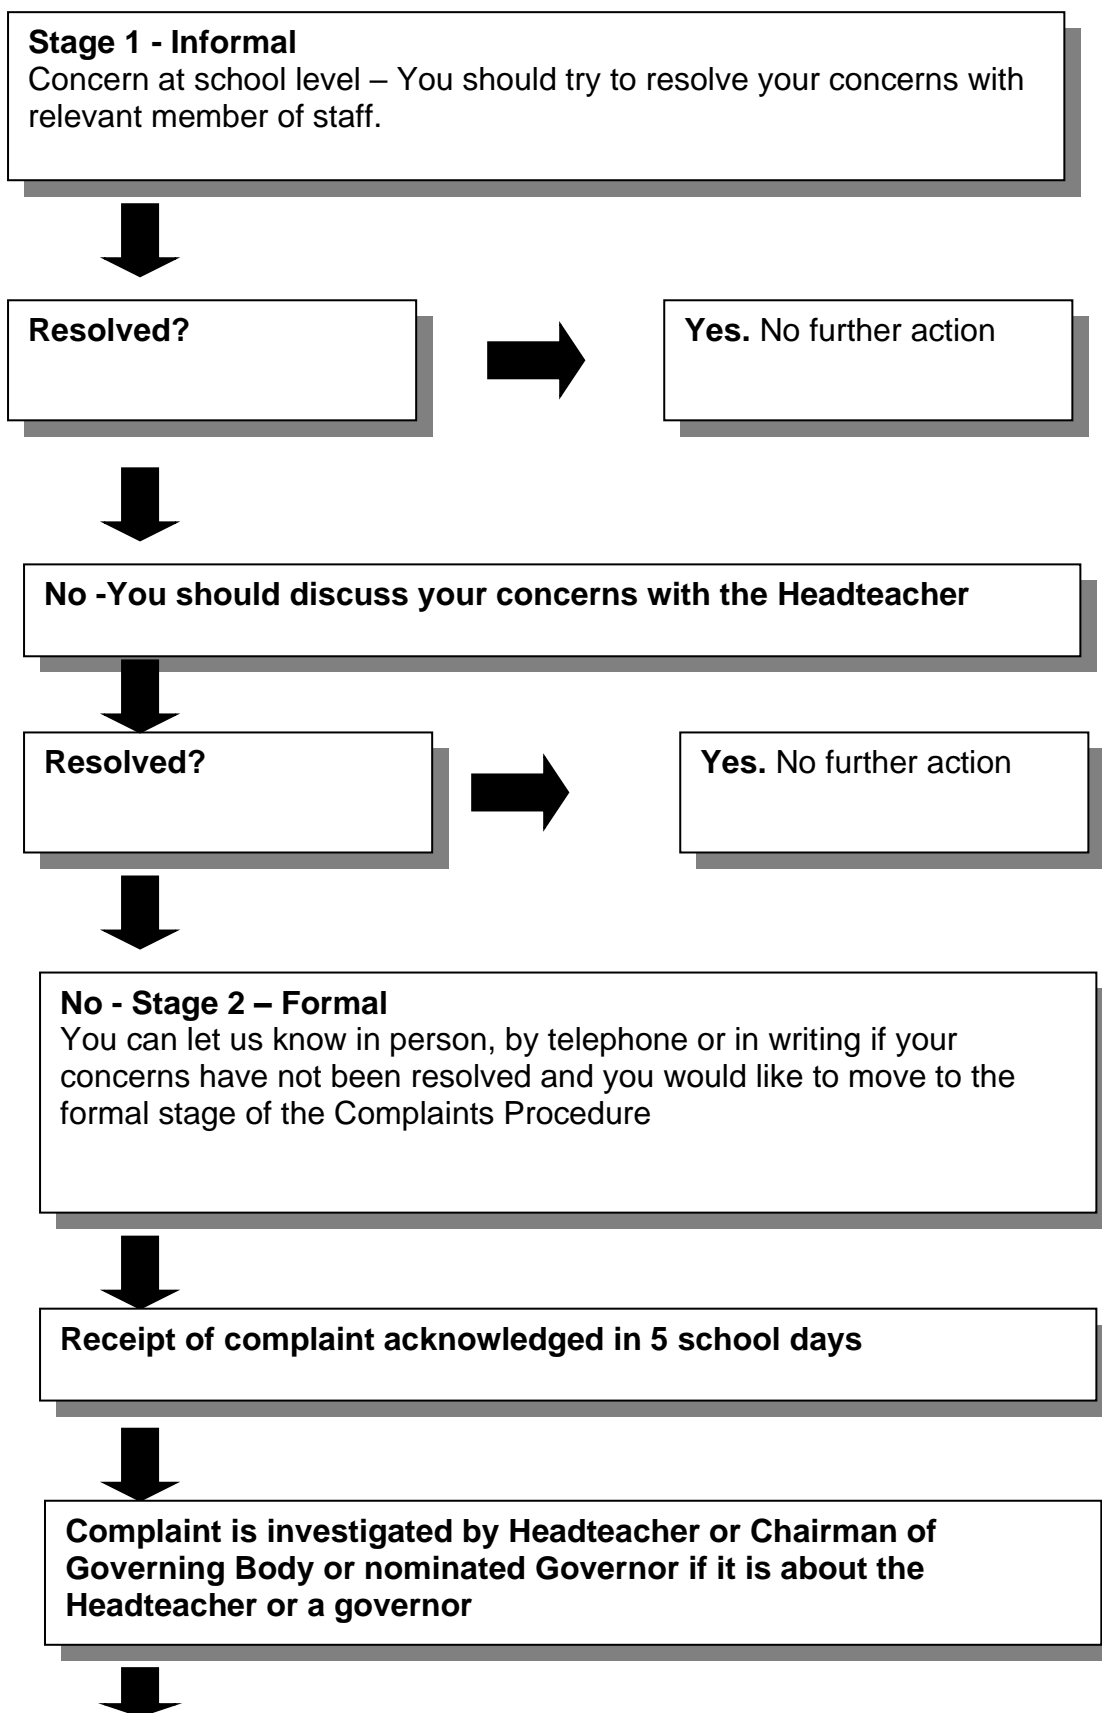 Stage 1 - Informal
Concern at school level – You should try to resolve your concerns with
relevant member of staff.
Resolved?
Yes. No further action
No -You should discuss your concerns with the Headteacher
Resolved?
Yes. No further action
No - Stage 2 – Formal
You can let us know in person, by telephone or in writing if your
concerns have not been resolved and you would like to move to the
formal stage of the Complaints Procedure
Receipt of complaint acknowledged in 5 school days
Complaint is investigated by Headteacher or Chairman of
Governing Body or nominated Governor if it is about the
Headteacher or a governor